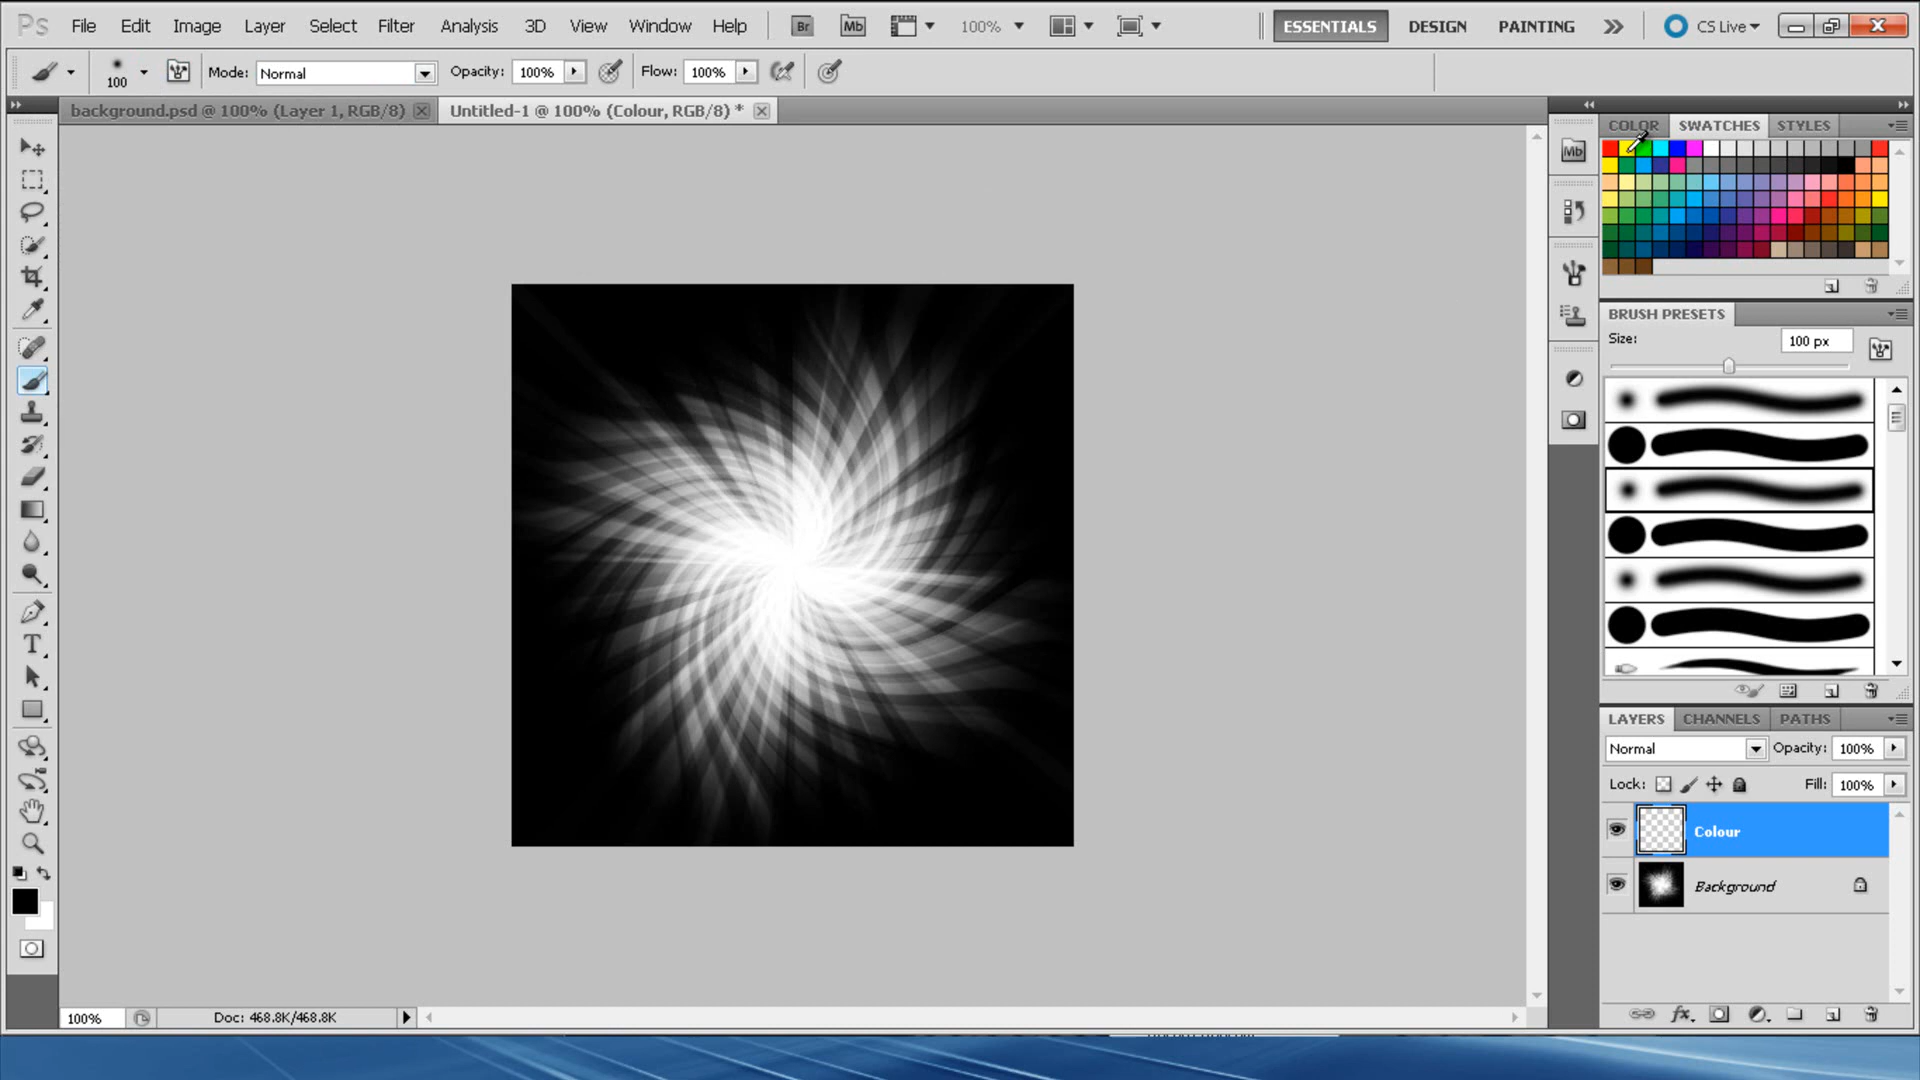 Ps File Edit Image Layer Select Filter Analysis 3D View Window Help Br Mb 100% ESSENTIALS DESIGN PAINTING CS Live
100 Mode: Normal Opacity: 100% Flow: 100%
background.psd @ 100% (Layer 1, RGB/8) Untitled-1 @ 100% (Colour, RGB/8) *
COLOR SWATCHES STYLES
Mb
BRUSH PRESETS
Size: 100 px
LAYERS CHANNELS PATHS
Normal Opacity: 100%
Lock: Fill: 100%
Colour
Background
T
fx
100% Doc: 468.8K/468.8K